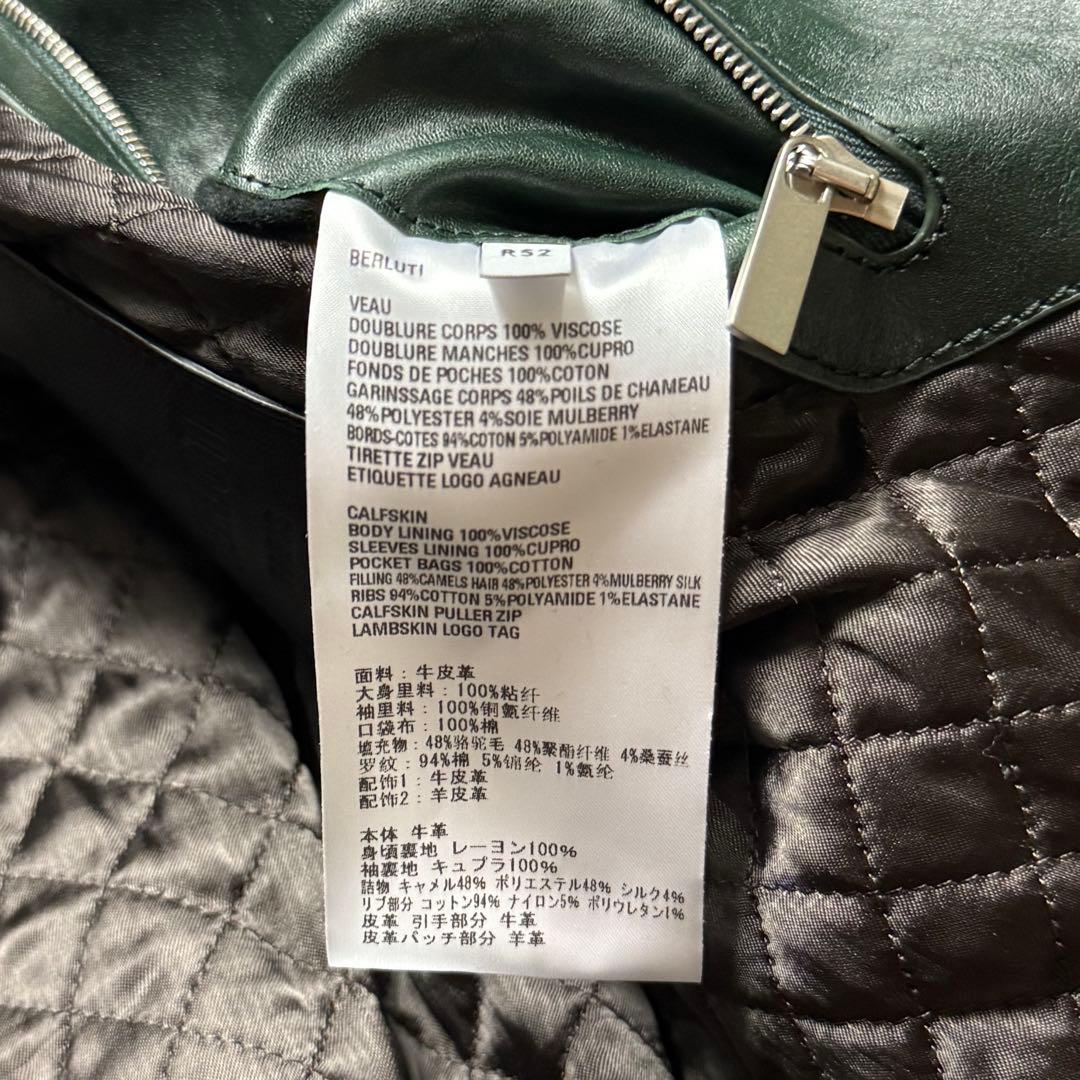 BERLUTI
R52
VEAU
DOUBLURE CORPS 100% VISCOSE
DOUBLURE MANCHES 100%CUPRO
FONDS DE POCHES 100%COTON
GARINSSAGE CORPS 48%POILS DE CHAMEAU
48%POLYESTER 4%SOIE MULBERRY
BORDS-COTES 94%COTON 5%POLYAMIDE 1%ELASTANE
TIRETTE ZIP VEAU
ETIQUETTE LOGO AGNEAU
CALFSKIN
BODY LINING 100%VISCOSE
SLEEVES LINING 100%CUPRO
POCKET BAGS 100%COTTON
FILLING 48%CAMELS HAIR 48%POLYESTER 4%MULBERRY SILK
RIBS 94%COTTON 5%POLYAMIDE 1%ELASTANE
CALFSKIN PULLER ZIP
LAMBSKIN LOGO TAG
面料：牛皮革
大身里料：100%粘纤
袖里料：100%铜氨纤维
口袋布：100%棉
填充物：48%骆驼毛 48%聚酯纤维 4%桑蚕丝
罗纹：94%棉 5%锦纶 1%氨纶
配饰1：牛皮革
配饰2：羊皮革
本体 牛革
身頃裏地 レーヨン100%
袖裏地 キュプラ100%
詰物 キャメル48% ポリエステル48% シルク4%
リブ部分 コットン94% ナイロン5% ポリウレタン1%
皮革 引手部分 牛革
皮革パッチ部分 羊革